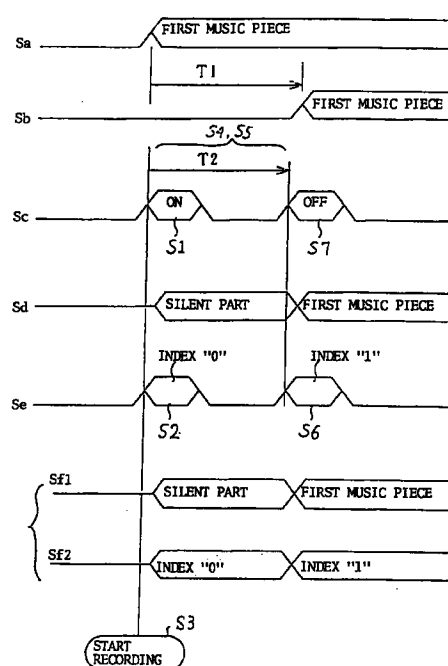 Sa FIRST MUSIC PIECE
T1
Sb FIRST MUSIC PIECE
S4, S5
T2
Sc ON OFF
S1 S7
Sd SILENT PART FIRST MUSIC PIECE
INDEX "0" INDEX "1"
Se
S2 S6
Sf1 SILENT PART FIRST MUSIC PIECE
Sf2 INDEX "0" INDEX "1"
S3
START
RECORDING